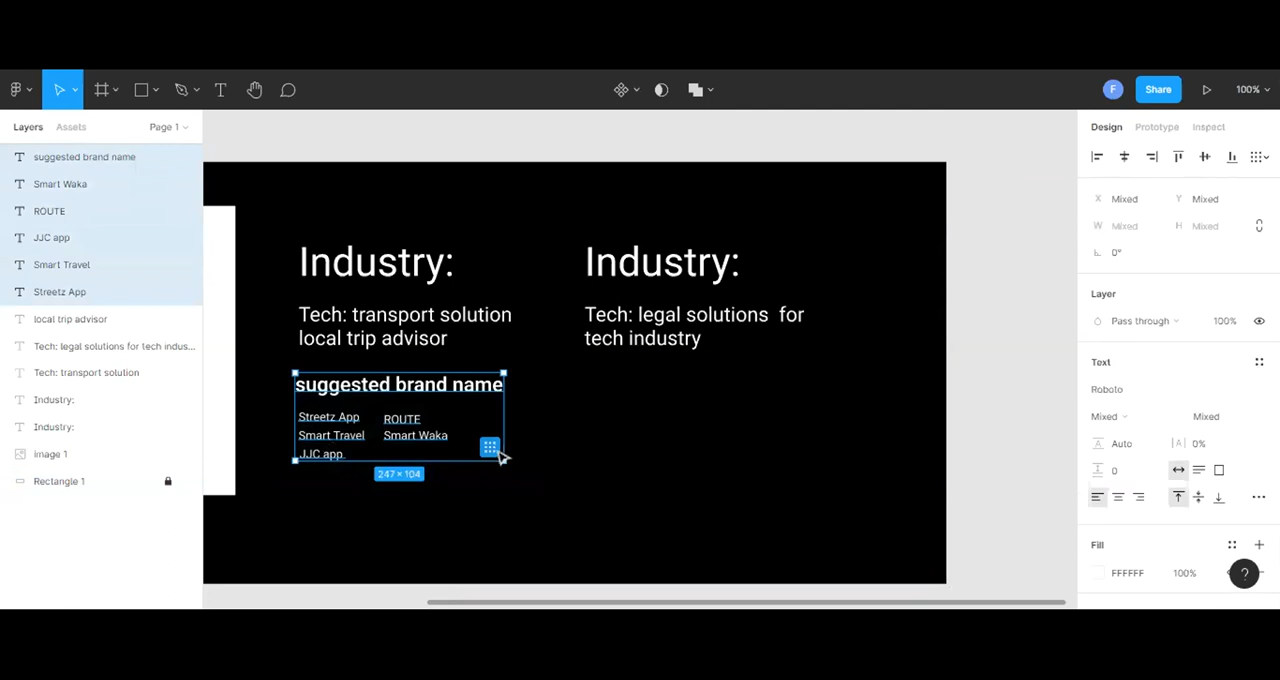 F
Share
100%
Layers
Assets
Page 1
Design
Prototype
Inspect
suggested brand name
Smart Waka
ROUTE
JJC app
Smart Travel
Streetz App
local trip advisor
Tech: legal solutions for tech indus...
Tech: transport solution
Industry:
Industry:
image 1
Rectangle 1
Industry:
Tech: transport solution
local trip advisor
suggested brand name
Streetz App
Smart Travel
JJC app
ROUTE
Smart Waka
247 × 104
Industry:
Tech: legal solutions for
tech industry
X Mixed Y Mixed
W Mixed H Mixed
0°
Layer
Pass through 100%
Text
Roboto
Mixed Mixed
A Auto |A| 0%
0
Fill
FFFFFF 100%
?